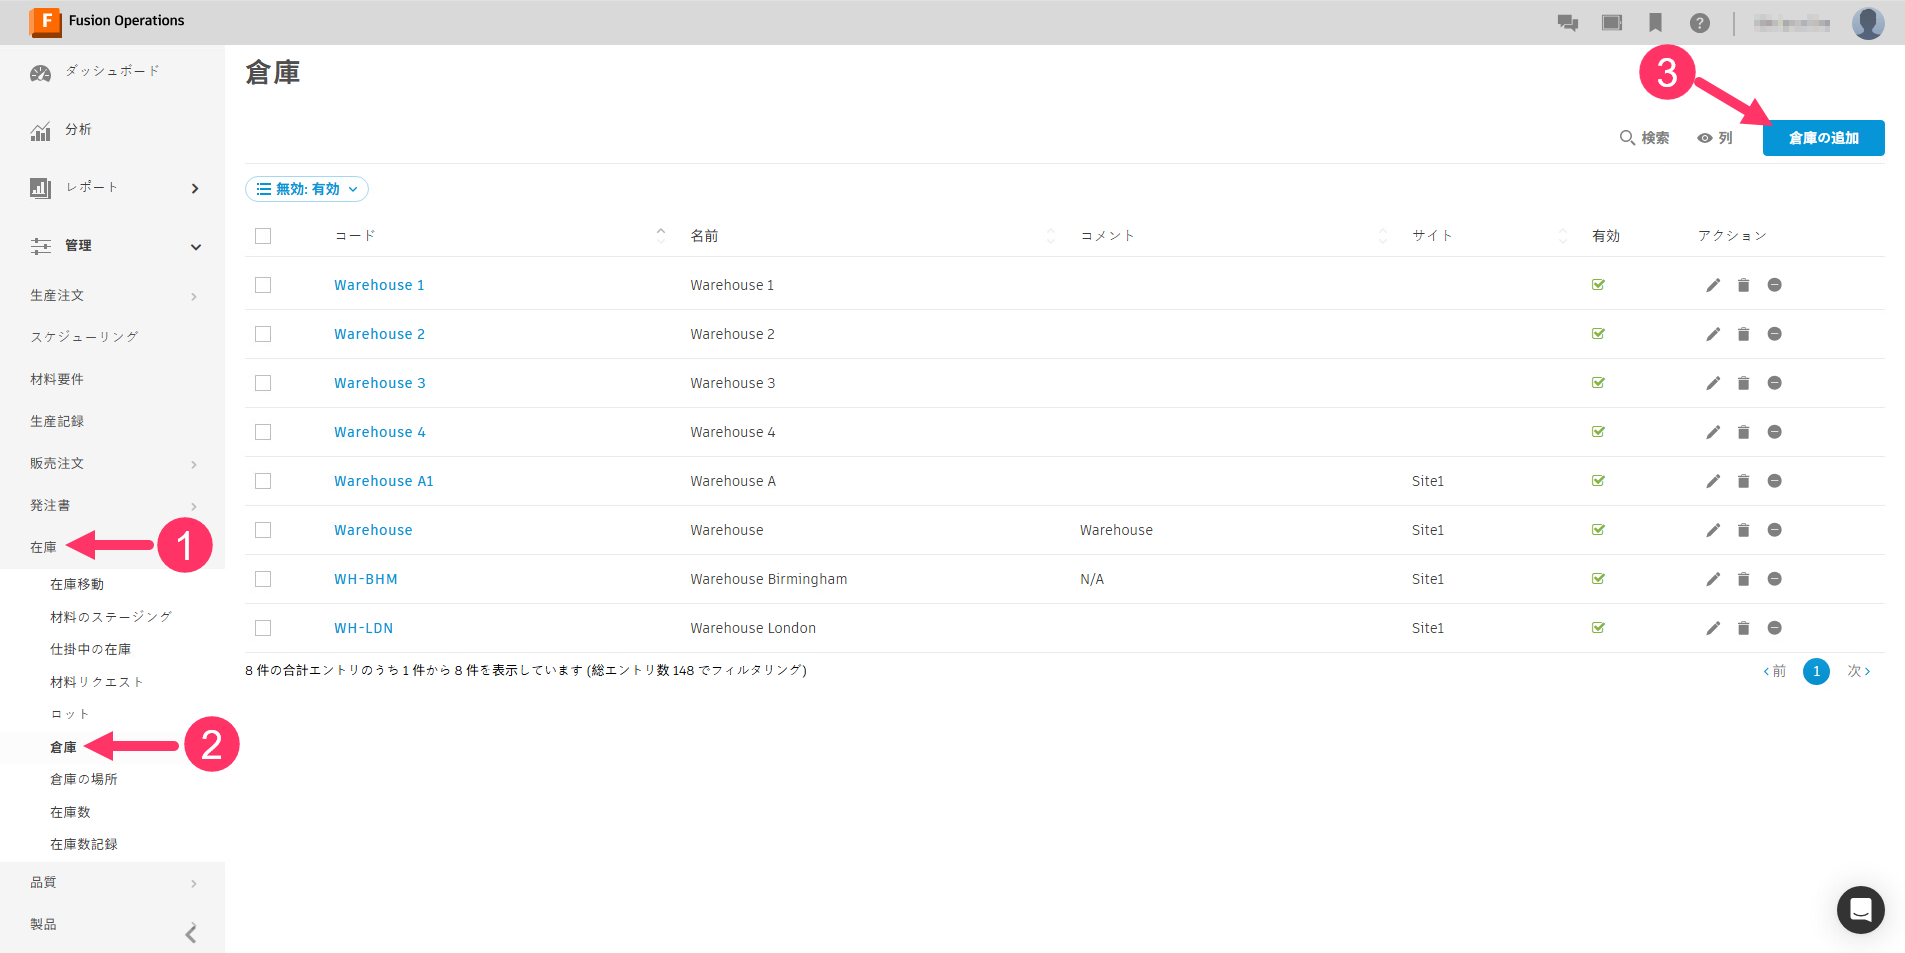 F Fusion Operations
?
ダッシュボード
分析
レポート
管理
生産注文
スケジューリング
材料要件
生産記録
販売注文
発注書
在庫
1
在庫移動
材料のステージング
仕掛中の在庫
材料リクエスト
ロット
倉庫
2
倉庫の場所
在庫数
在庫数記録
品質
製品
倉庫
3
検索 列 倉庫の追加
無効: 有効
コード 名前 コメント サイト 有効 アクション
Warehouse 1 Warehouse 1
Warehouse 2 Warehouse 2
Warehouse 3 Warehouse 3
Warehouse 4 Warehouse 4
Warehouse A1 Warehouse A Site1
Warehouse Warehouse Warehouse Site1
WH-BHM Warehouse Birmingham N/A Site1
WH-LDN Warehouse London Site1
8 件の合計エントリのうち 1 件から 8 件を表示しています (総エントリ数 148 でフィルタリング)
前 1 次